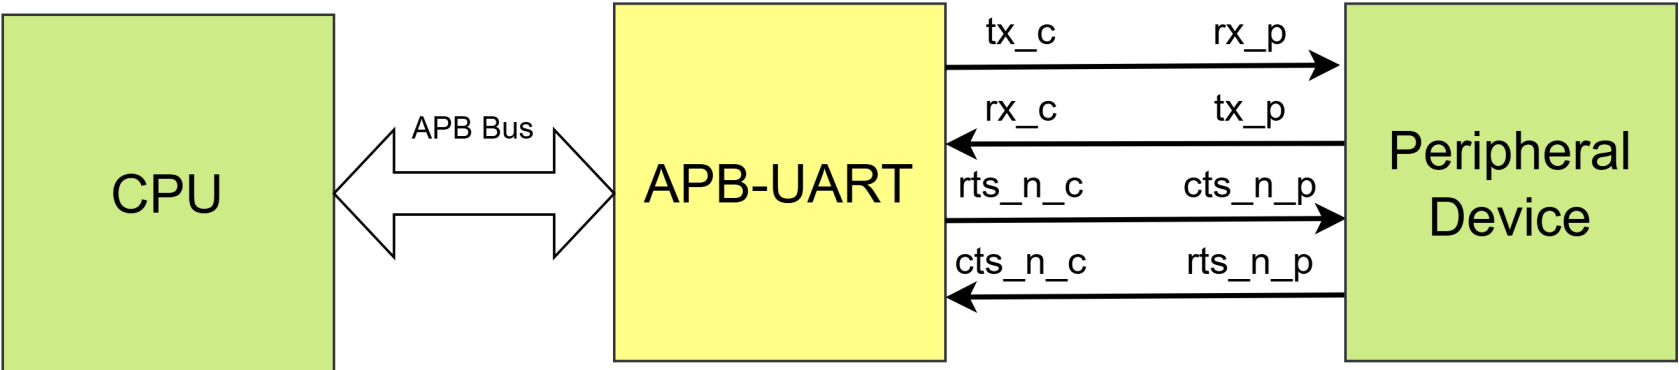 CPU
APB Bus
APB-UART
tx_c rx_p
rx_c tx_p
rts_n_c cts_n_p
cts_n_c rts_n_p
Peripheral
Device